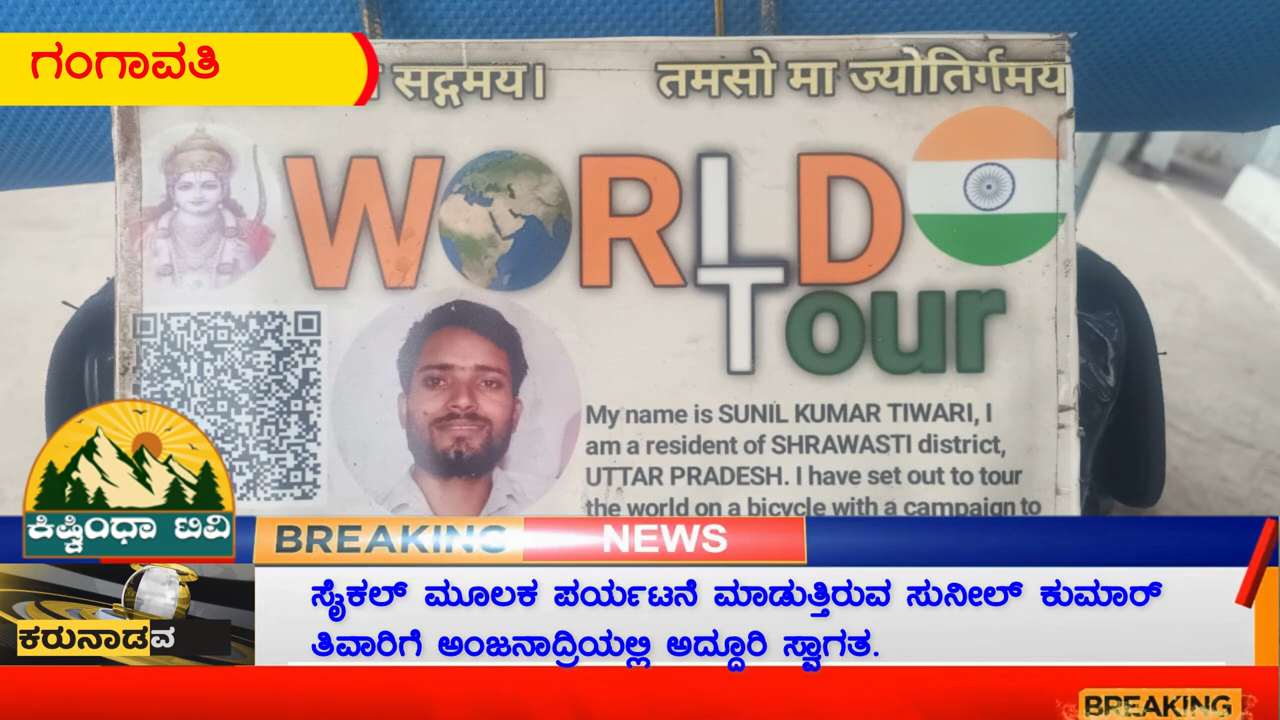 ಗಂಗಾವತಿ
सद्गमय। तमसो मा ज्योतिर्गमय
WORLD
Tour
My name is SUNIL KUMAR TIWARI, I
am a resident of SHRAWASTI district,
UTTAR PRADESH. I have set out to tour
the world on a bicycle with a campaign to
ಕಿಷ್ಕಿಂಧಾ ಟಿವಿ
BREAKING NEWS
ಕರುನಾಡವ
ಸೈಕಲ್ ಮೂಲಕ ಪರ್ಯಟನೆ ಮಾಡುತ್ತಿರುವ ಸುನೀಲ್ ಕುಮಾರ್
ತಿವಾರಿಗೆ ಅಂಜನಾದ್ರಿಯಲ್ಲಿ ಅದ್ದೂರಿ ಸ್ವಾಗತ.
BREAKING